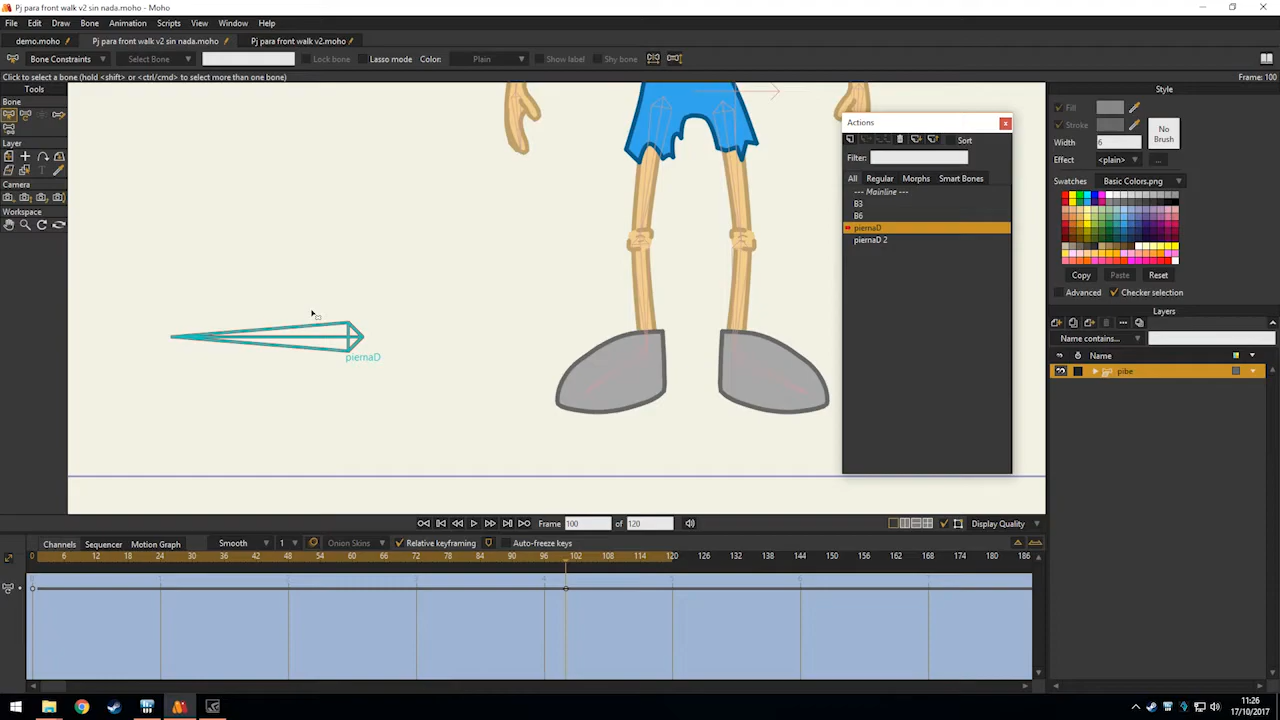 Pj para front walk v2 sin nada.moho - Moho
File Edit Draw Bone Animation Scripts View Window Help
demo.moho Pj para front walk v2 sin nada.moho Pj para front walk v2.moho
Bone Constraints Select Bone Lock bone Lasso mode Color: Plain Show label Shy bone
Click to select a bone (hold <shift> or <ctrl/cmd> to select more than one bone) Frame: 100
Tools
Bone
Layer
Camera
Workspace
piernaD
Actions
Sort
Filter:
All Regular Morphs Smart Bones
--- Mainline ---
B3
B6
piernaD
piernaD 2
Style
Fill
Stroke
No Brush
Width 6
Effect <plain> ...
Swatches Basic Colors.png
Copy Paste Reset
Advanced Checker selection
Layers
Name contains...
Name
pibe
Frame 100 of 120 Display Quality
Channels Sequencer Motion Graph Smooth 1 Onion Skins Relative keyframing Auto-freeze keys
0 6 12 18 24 30 36 42 48 54 60 66 72 78 84 90 96 102 108 114 120 126 132 138 144 150 156 162 168 174 180 186
11:26
17/10/2017